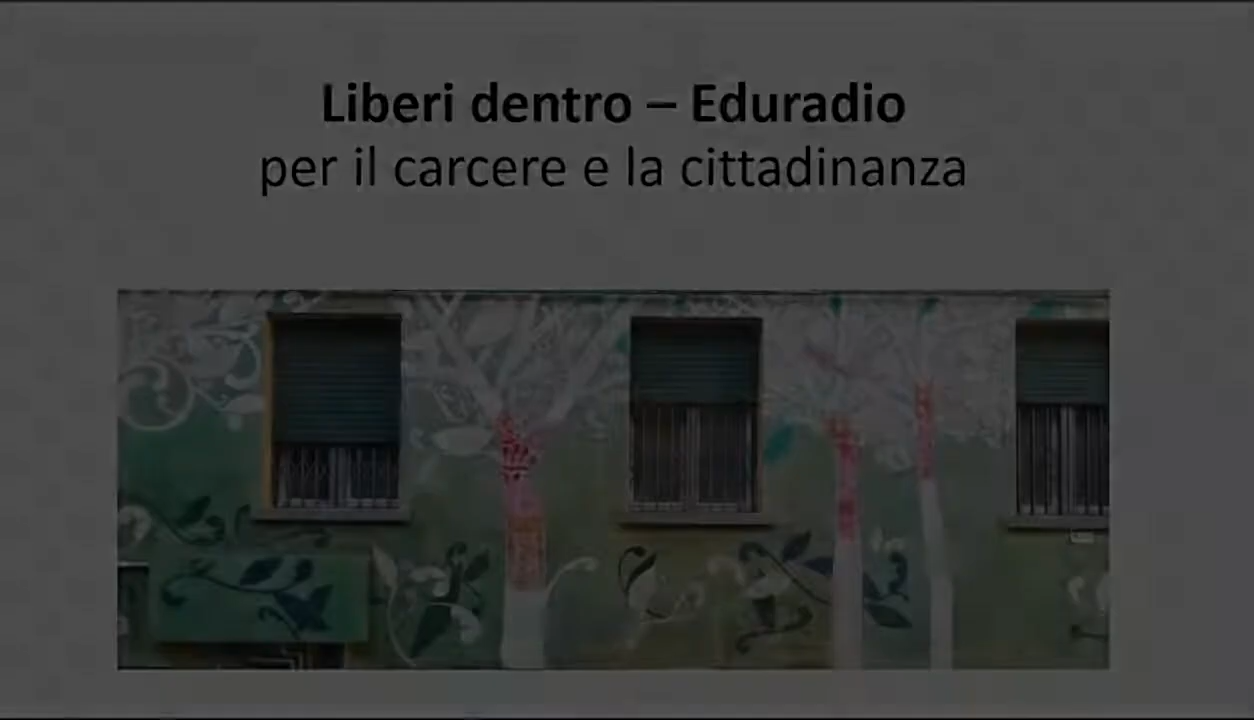 Liberi dentro – Eduradio
per il carcere e la cittadinanza